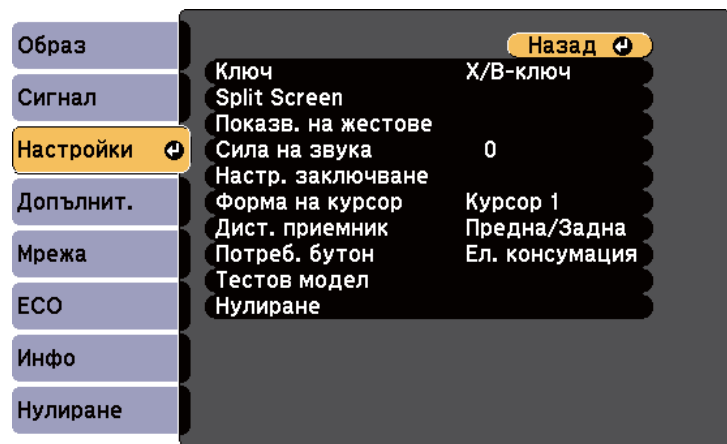 Образ
Сигнал
Настройки
Допълнит.
Мрежа
ECO
Инфо
Нулиране
Назад
Ключ Х/В-ключ
Split Screen
Показв. на жестове
Сила на звука 0
Настр. заключване
Форма на курсор Курсор 1
Дист. приемник Предна/Задна
Потреб. бутон Ел. консумация
Тестов модел
Нулиране